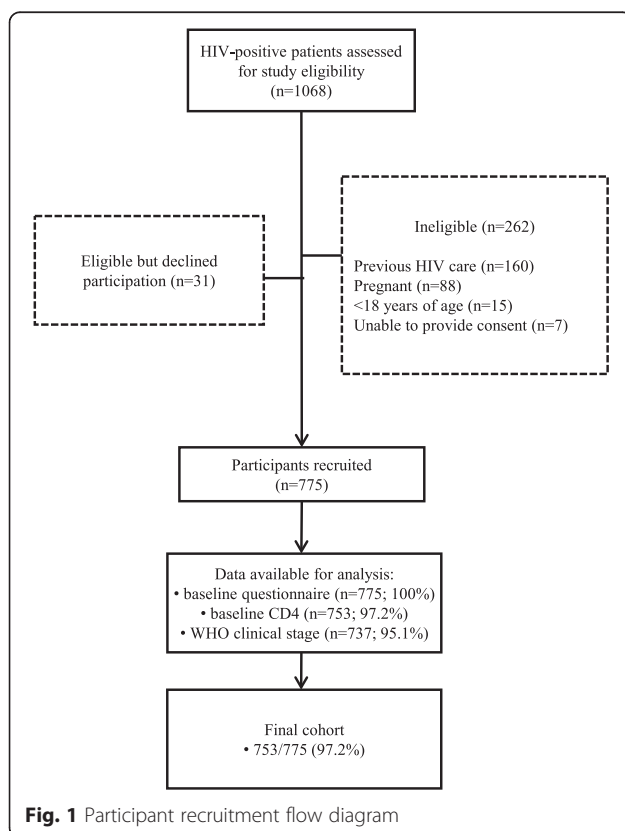 HIV-positive patients assessed
for study eligibility
(n=1068)
Eligible but declined
participation (n=31)
Ineligible (n=262)
Previous HIV care (n=160)
Pregnant (n=88)
<18 years of age (n=15)
Unable to provide consent (n=7)
Participants recruited
(n=775)
Data available for analysis:
• baseline questionnaire (n=775; 100%)
• baseline CD4 (n=753; 97.2%)
• WHO clinical stage (n=737; 95.1%)
Final cohort
• 753/775 (97.2%)
Fig. 1 Participant recruitment flow diagram